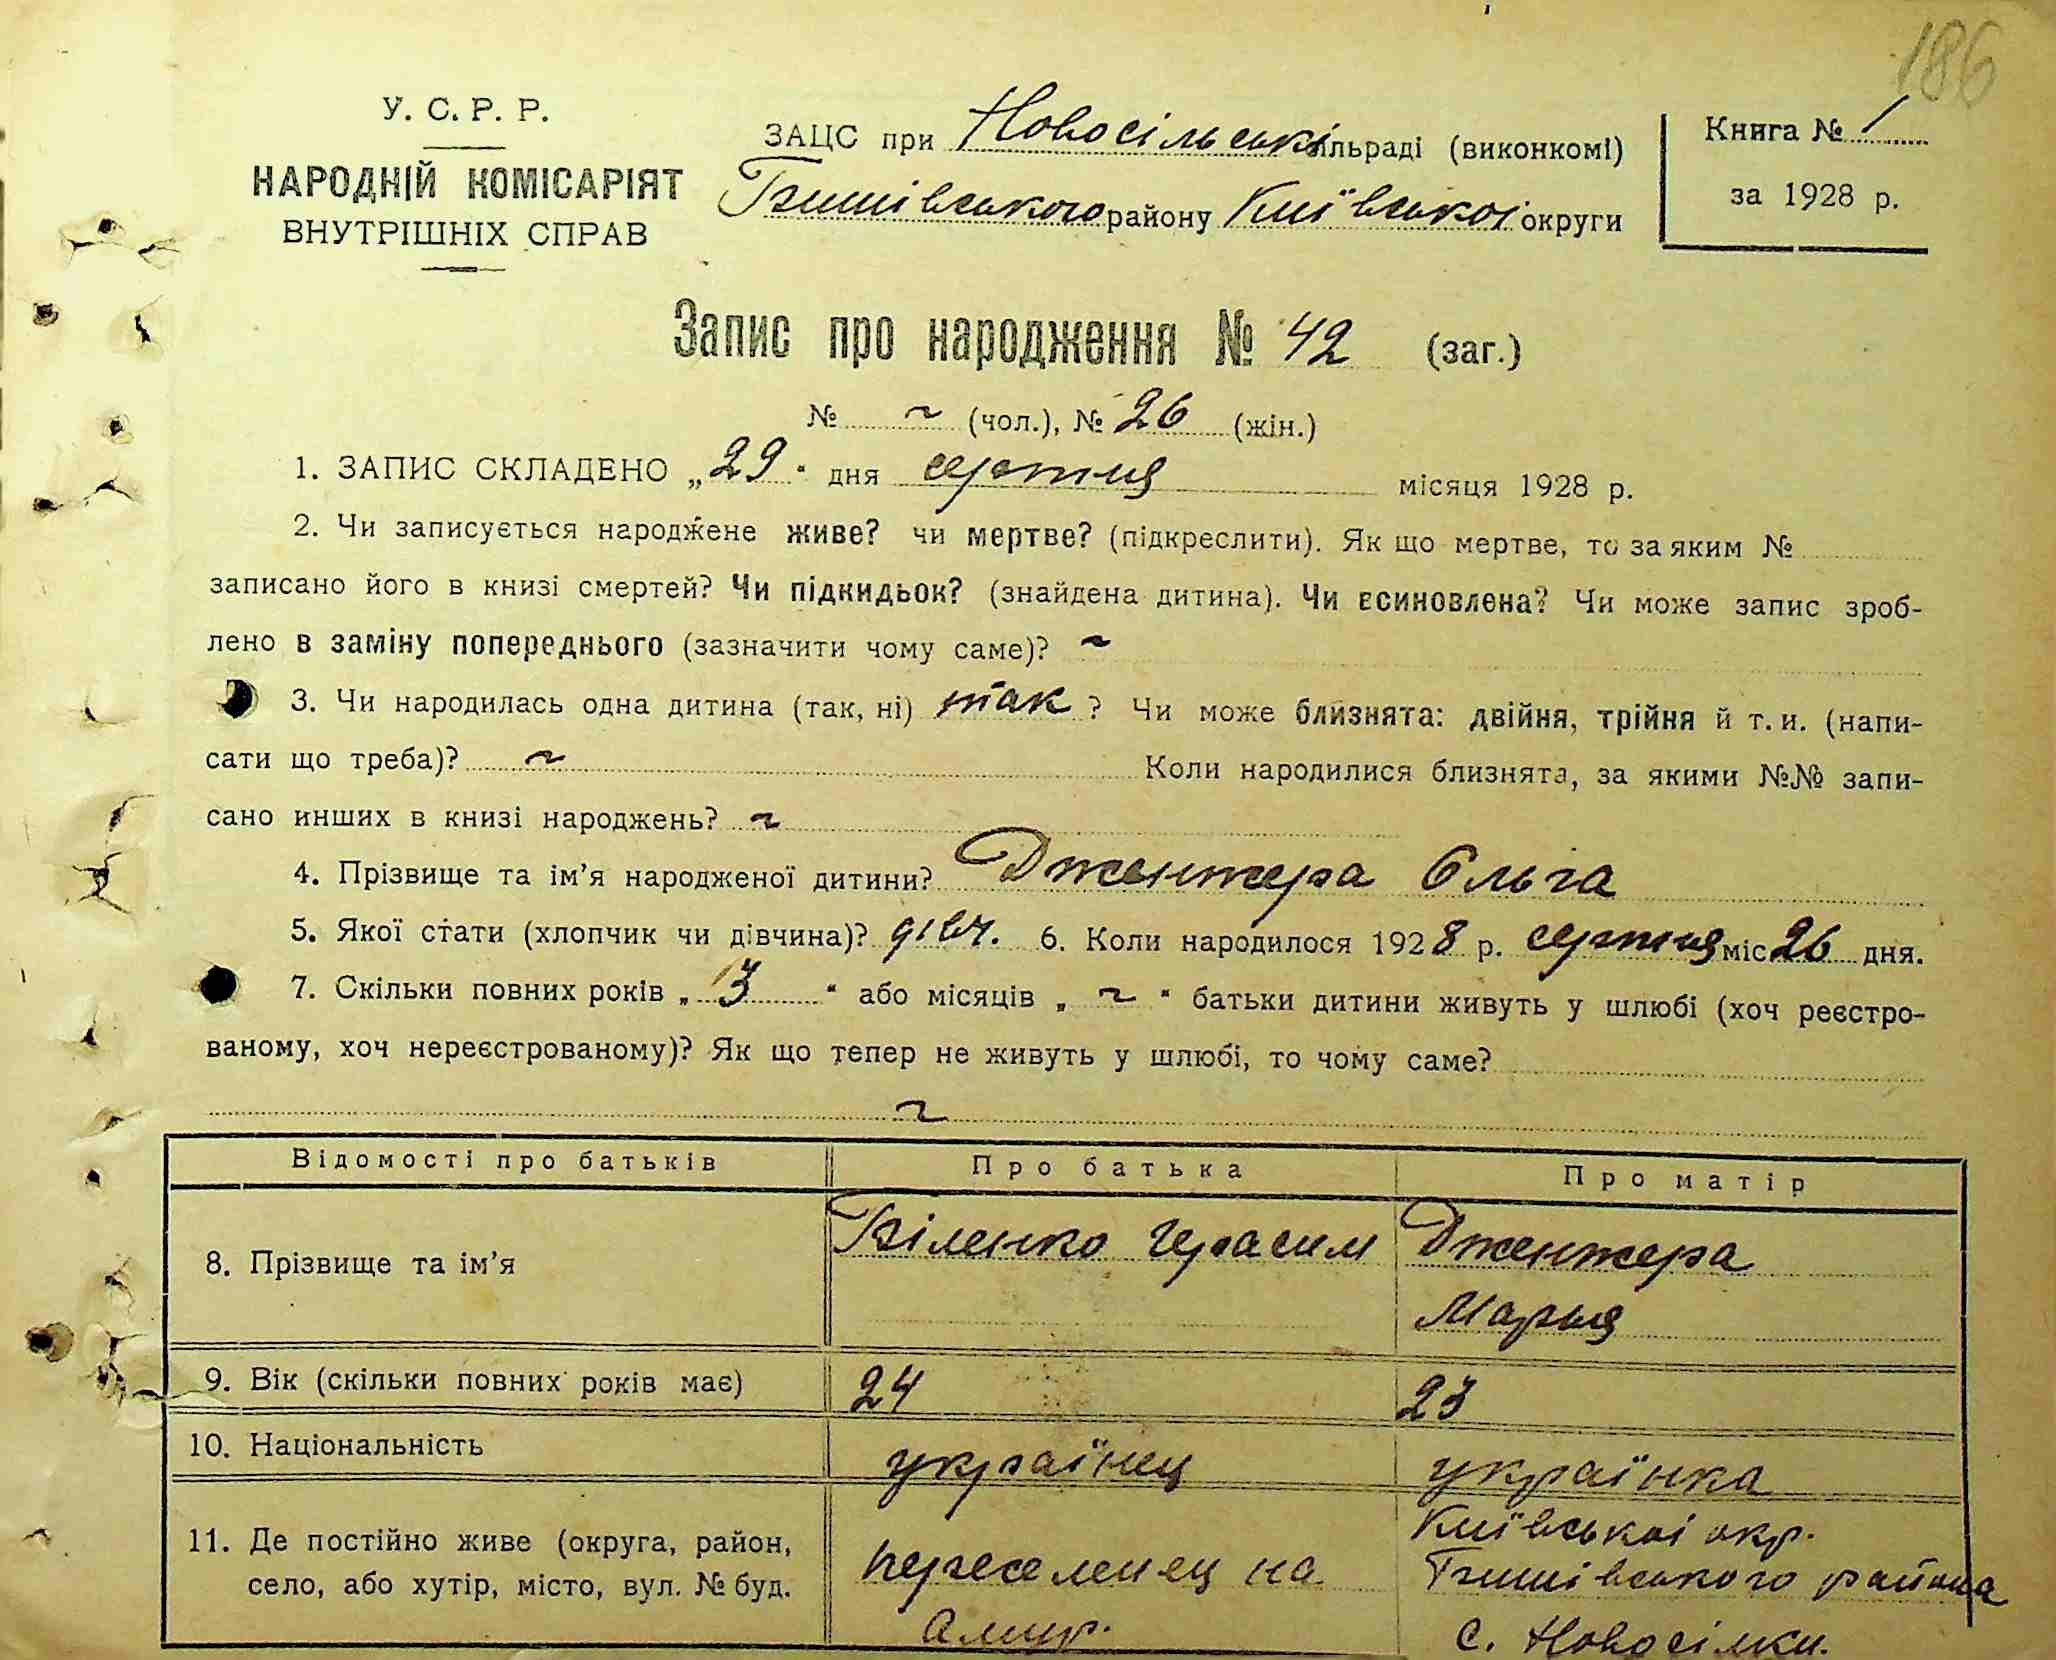 186
У. С. Р. Р.
НАРОДНІЙ КОМІСАРІЯТ
ВНУТРІШНІХ СПРАВ
ЗАЦС при Новосільській сільраді (виконкомі)
Бишівського району Київської округи
Книга № 1
за 1928 р.
Запис про народження № 42 (заг.)
№ ~ (чол.), № 26 (жін.)
1. ЗАПИС СКЛАДЕНО „29" дня серпня місяця 1928 р.
2. Чи записується народжене живе? чи мертве? (підкреслити). Як що мертве, то за яким №
записано його в книзі смертей? Чи підкидьок? (знайдена дитина). Чи всиновлена? Чи може запис зроб-
лено в заміну попереднього (зазначити чому саме)? ~
3. Чи народилась одна дитина (так, ні) так ? Чи може близнята: двійня, трійня й т. и. (напи-
сати що треба)? ~ Коли народилися близнята, за якими №№ запи-
сано инших в книзі народжень? ~
4. Прізвище та ім'я народженої дитини? Дженжера Ольга
5. Якої стати (хлопчик чи дівчина)? дівч. 6. Коли народилося 1928 р. серпня міс 26 дня.
7. Скільки повних років „ 3 " або місяців „ ~ " батьки дитини живуть у шлюбі (хоч реєстро-
ваному, хоч нереєстрованому)? Як що тепер не живуть у шлюбі, то чому саме?
~
Відомості про батьків Про батька Про матір
8. Прізвище та ім'я Біленко Герасим Дженжера
Марья
9. Вік (скільки повних років має) 24 23
10. Національність українец українка
11. Де постійно живе (округа, район,
село, або хутір, місто, вул. № буд.
переселенец на
Амур.
Київської окр.
Бишівського района
с. Новосілки.